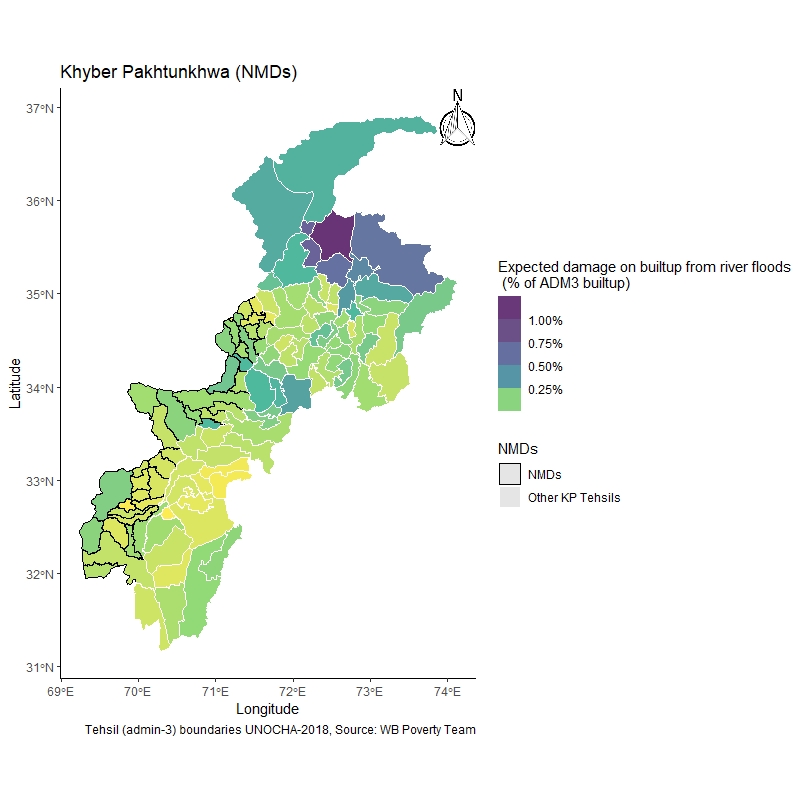 Khyber Pakhtunkhwa (NMDs)
N
37°N
36°N
35°N
34°N
33°N
32°N
31°N
Latitude
69°E
70°E
71°E
72°E
73°E
74°E
Longitude
Tehsil (admin-3) boundaries UNOCHA-2018, Source: WB Poverty Team
Expected damage on builtup from river floods
(% of ADM3 builtup)
1.00%
0.75%
0.50%
0.25%
NMDs
NMDs
Other KP Tehsils